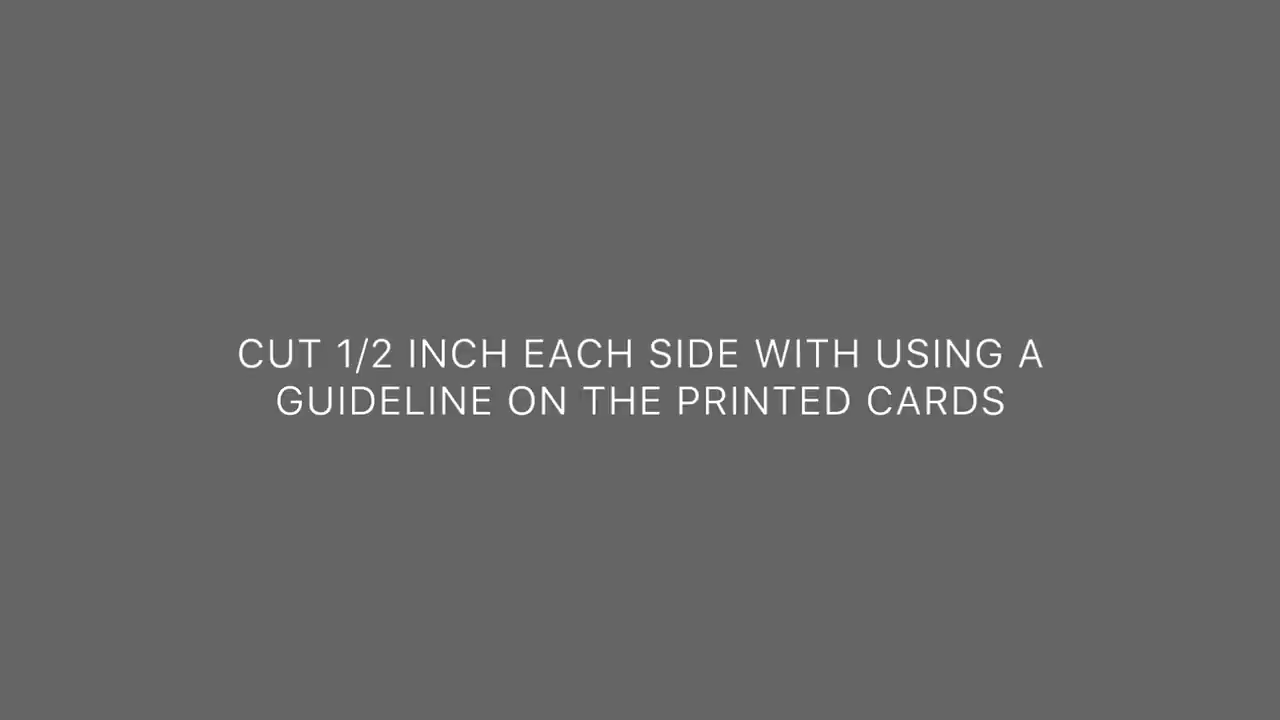 CUT 1/2 INCH EACH SIDE WITH USING A
GUIDELINE ON THE PRINTED CARDS